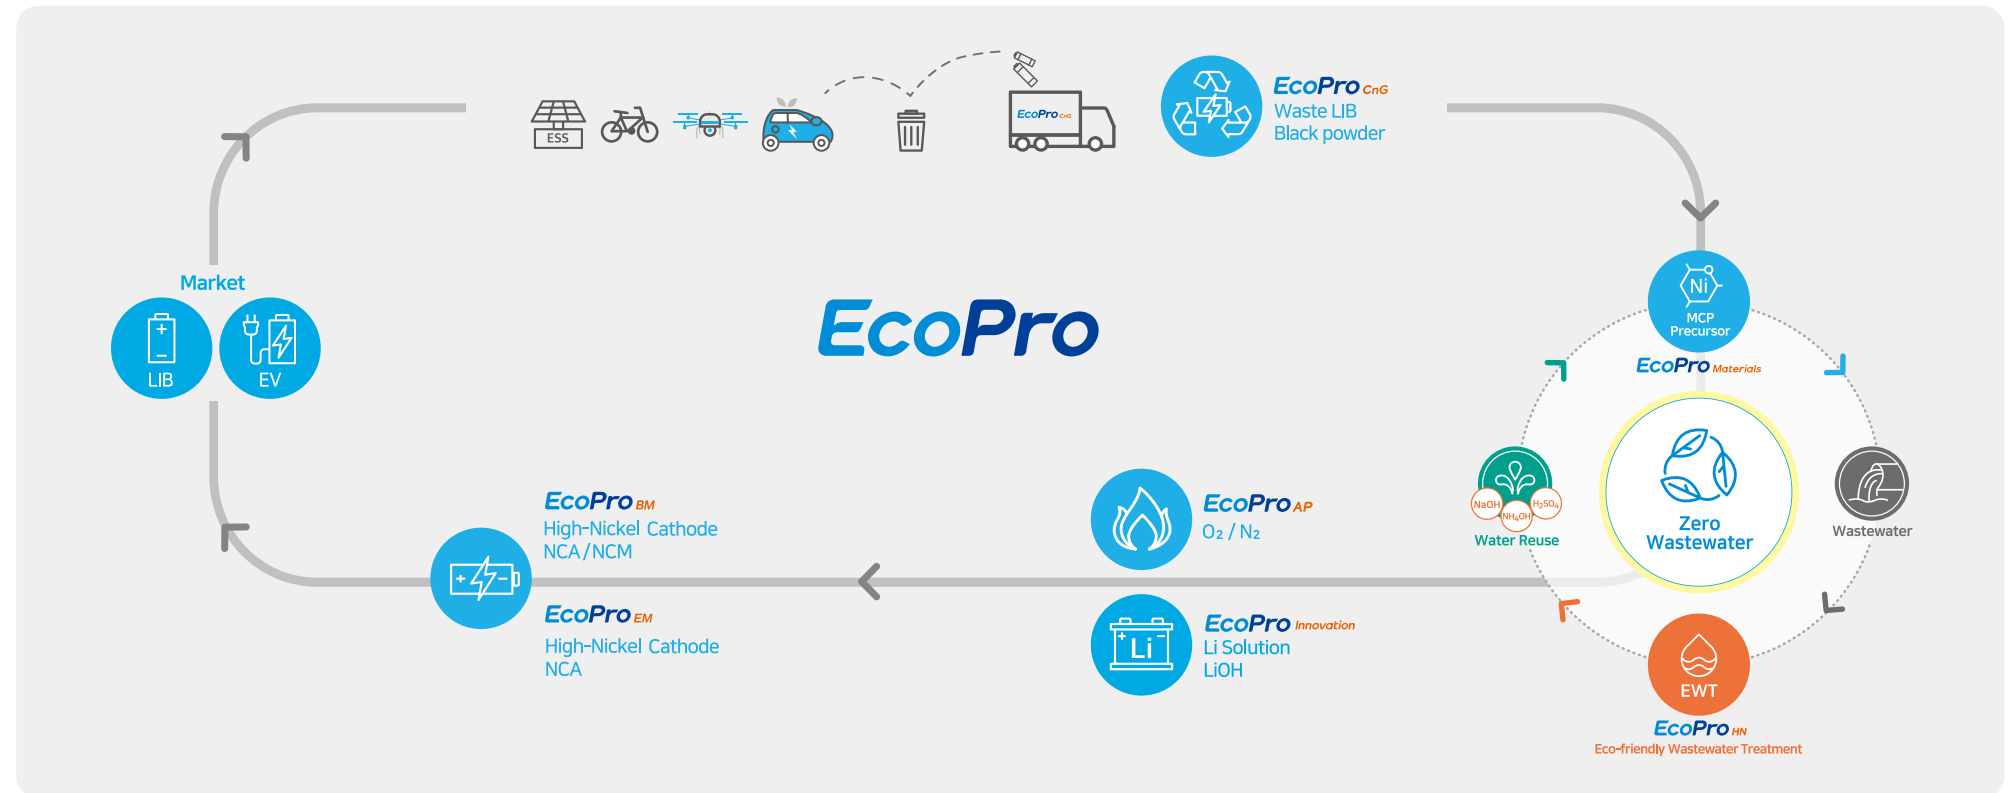 ESS
EcoPro CnG
EcoPro CnG
Waste LIB
Black powder
Market
LIB
EV
EcoPro
Ni
MCP
Precursor
EcoPro Materials
Zero
Wastewater
Wastewater
NaOH
NH₄OH
H₂SO₄
Water Reuse
EWT
EcoPro HN
Eco-friendly Wastewater Treatment
EcoPro AP
O₂ / N₂
Li
EcoPro Innovation
Li Solution
LiOH
EcoPro BM
High-Nickel Cathode
NCA/NCM
EcoPro EM
High-Nickel Cathode
NCA